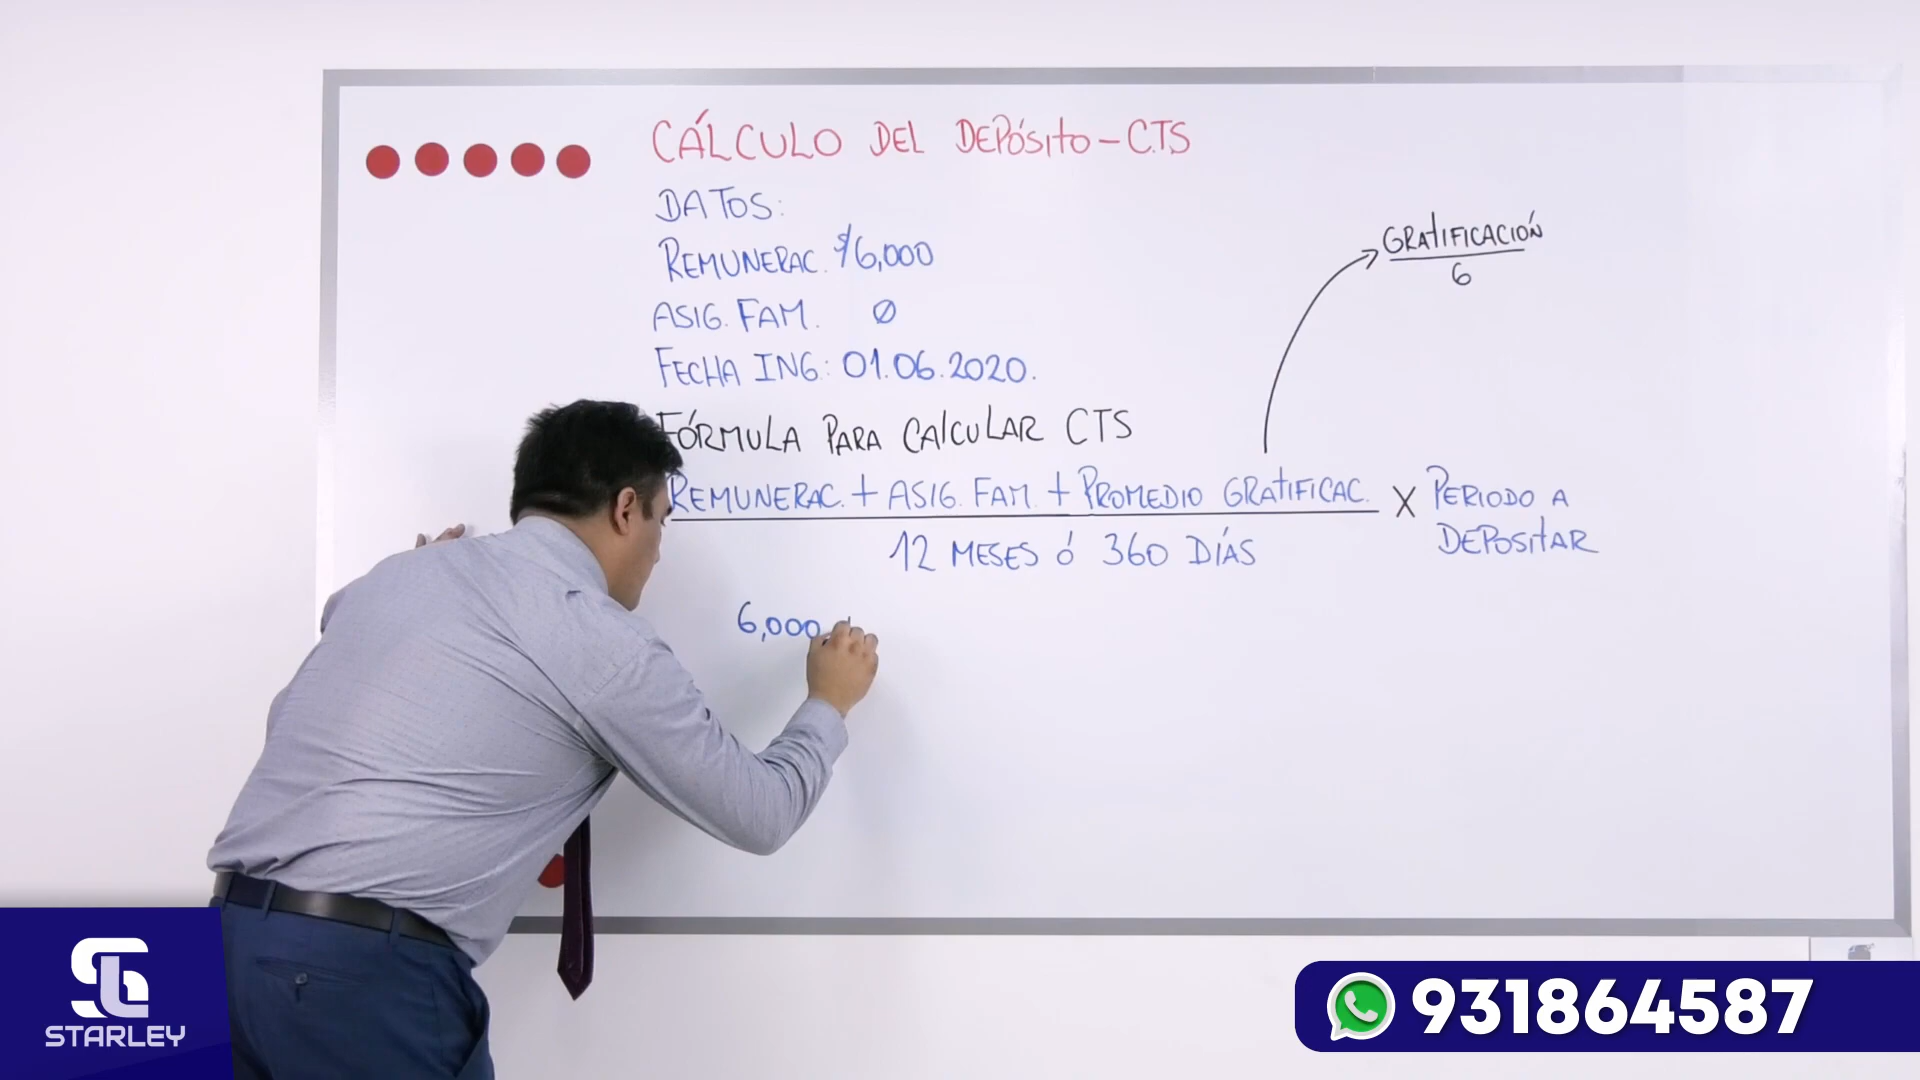 CÁLCULO DEL DEPÓSITO - CTS
DATOS:
REMUNERAC. $/6,000
ASIG. FAM. Ø
FECHA ING: 01.06.2020.
GRATIFICACIÓN
6
FÓRMULA PARA CALCULAR CTS
REMUNERAC. + ASIG. FAM. + PROMEDIO GRATIFICAC. X PERIODO A DEPOSITAR
12 MESES ó 360 DÍAS
6,000
STARLEY
931864587